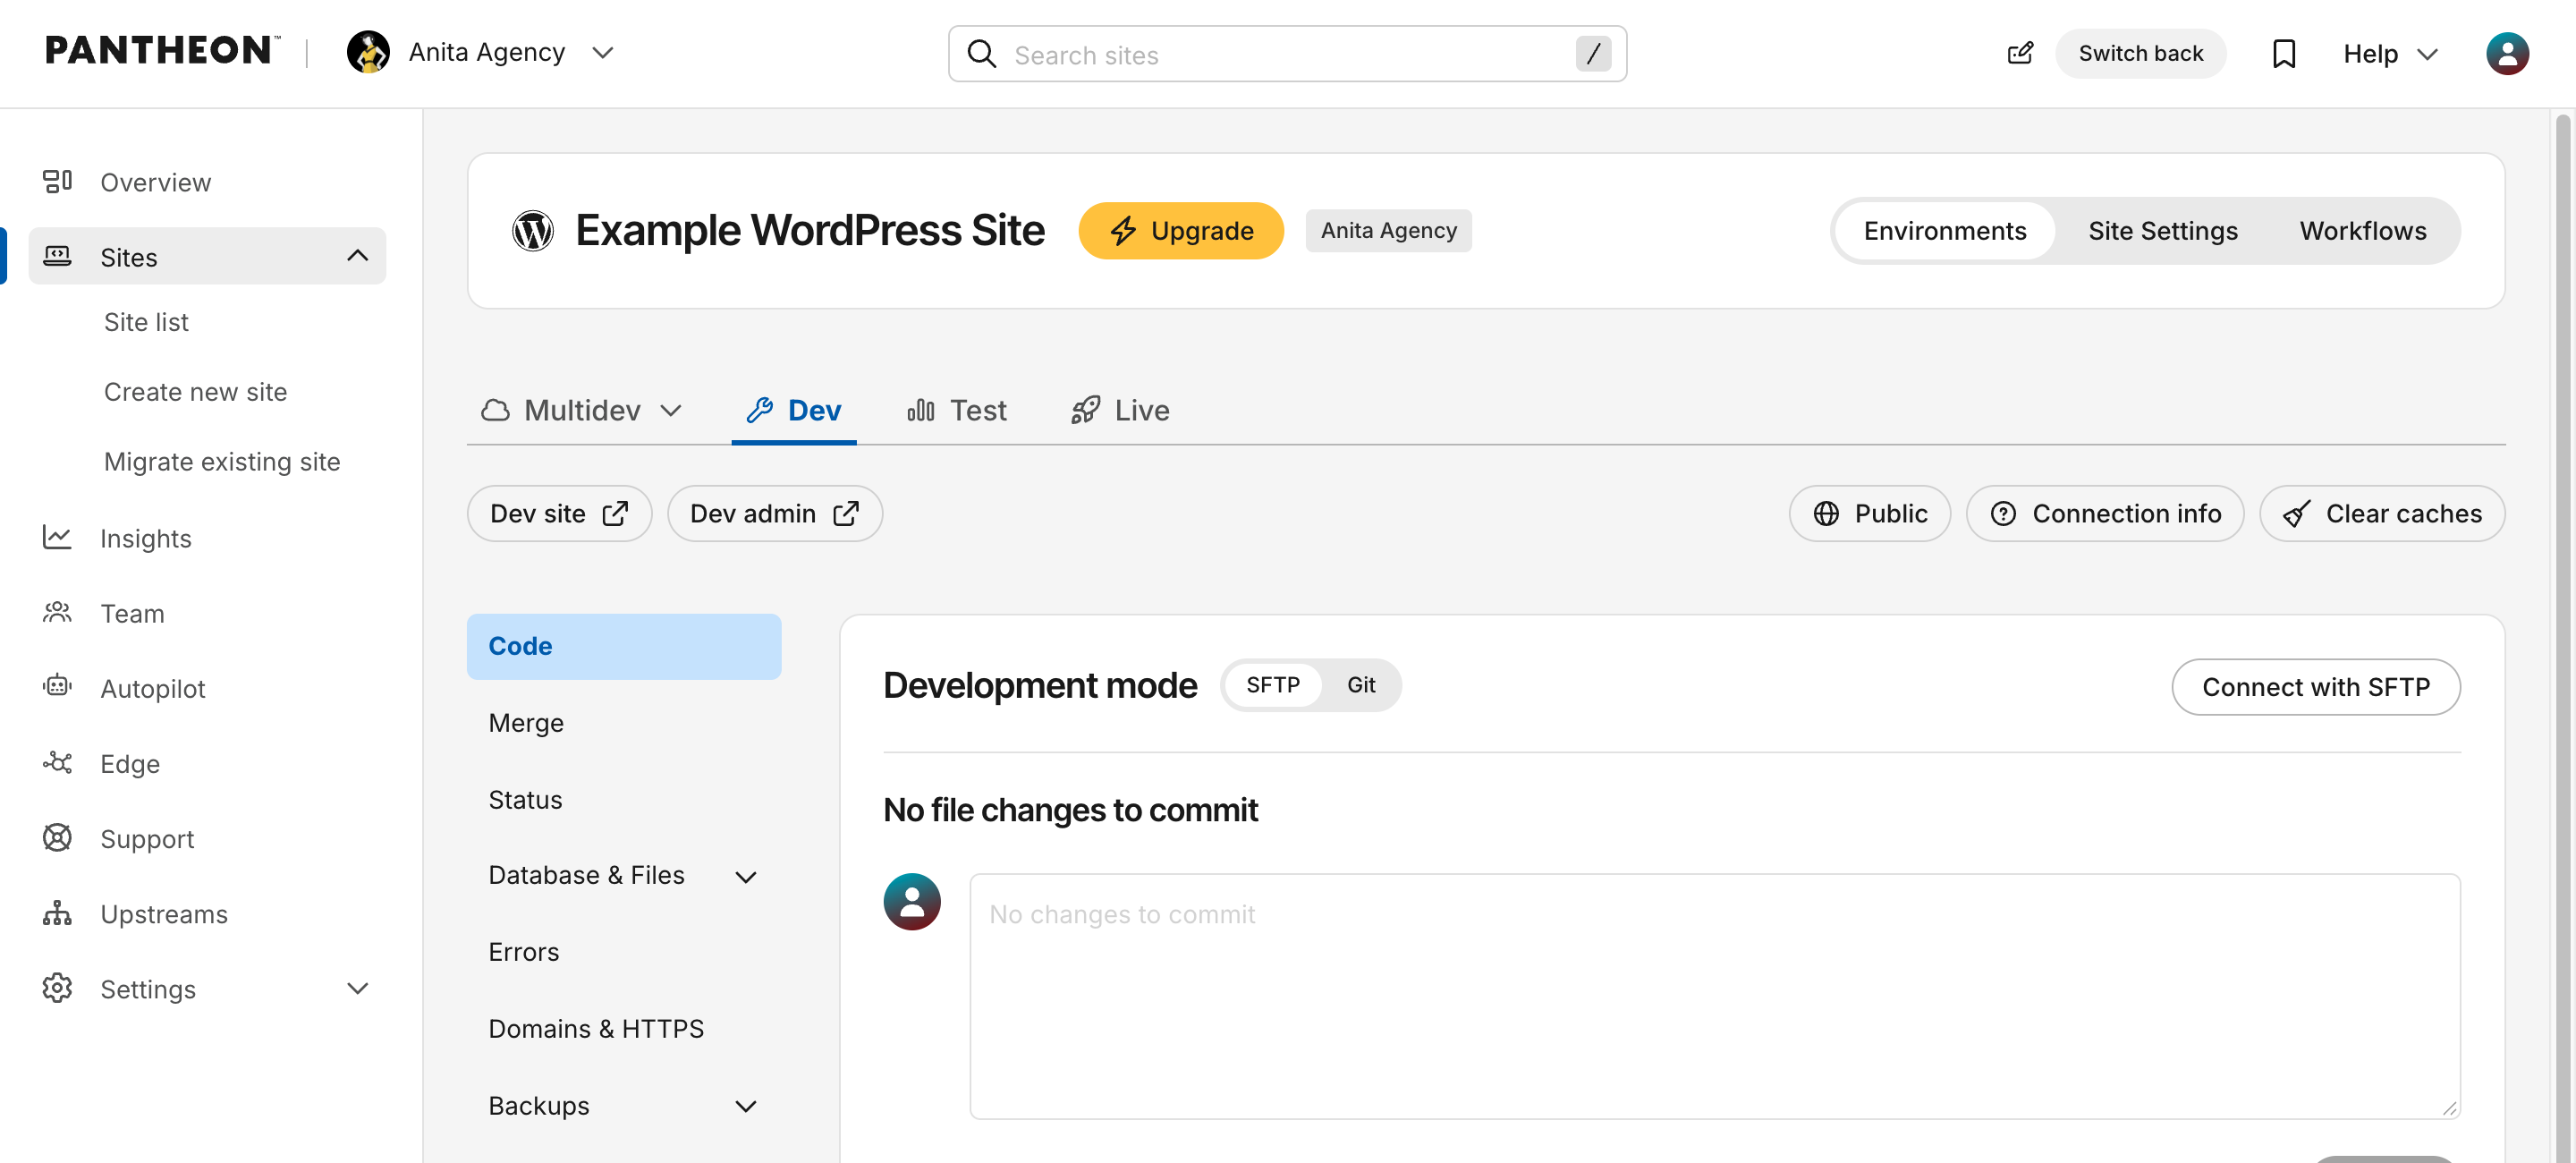 PANTHEON™
Anita Agency
Search sites
/
Switch back
Help
Overview
Sites
Site list
Create new site
Migrate existing site
Insights
Team
Autopilot
Edge
Support
Upstreams
Settings
Example WordPress Site
Upgrade
Anita Agency
Environments
Site Settings
Workflows
Multidev
Dev
Test
Live
Dev site
Dev admin
Public
Connection info
Clear caches
Code
Merge
Status
Database & Files
Errors
Domains & HTTPS
Backups
Development mode
SFTP
Git
Connect with SFTP
No file changes to commit
No changes to commit